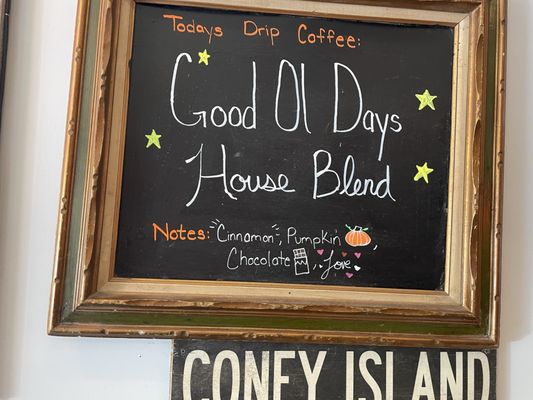 Todays Drip Coffee:
Good Ol Days
House Blend
Notes: "Cinnamon", Pumpkin,
Chocolate, Love
CONEY ISLAND